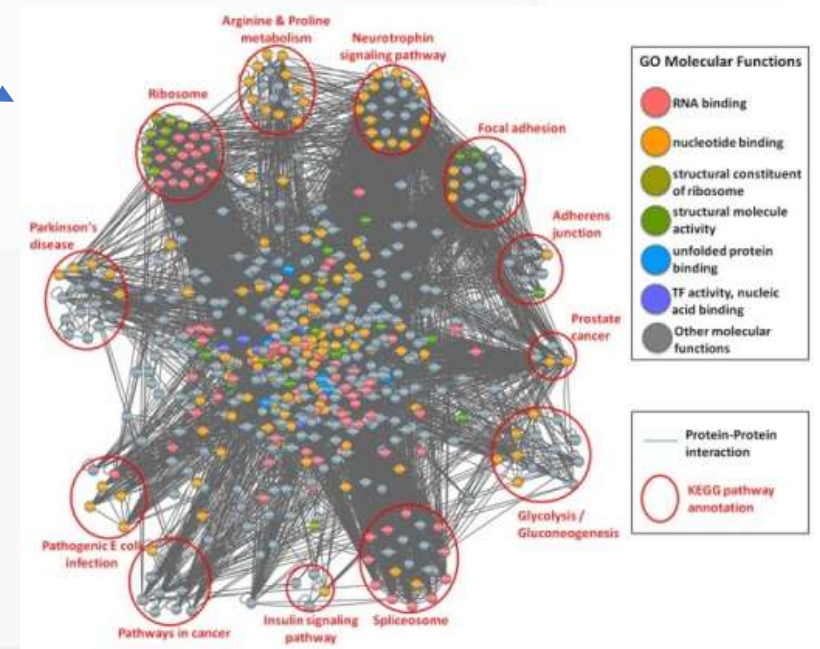 Arginine & Proline
metabolism
Neurotrophin
signaling pathway
Ribosome
Focal adhesion
Parkinson's
disease
Adherens
junction
Prostate
cancer
Glycolysis /
Gluconeogenesis
Pathogenic E coli
infection
Pathways in cancer
Insulin signaling
pathway
Spliceosome
GO Molecular Functions
RNA binding
nucleotide binding
structural constituent
of ribosome
structural molecule
activity
unfolded protein
binding
TF activity, nucleic
acid binding
Other molecular
functions
Protein-Protein
interaction
KEGG pathway
annotation